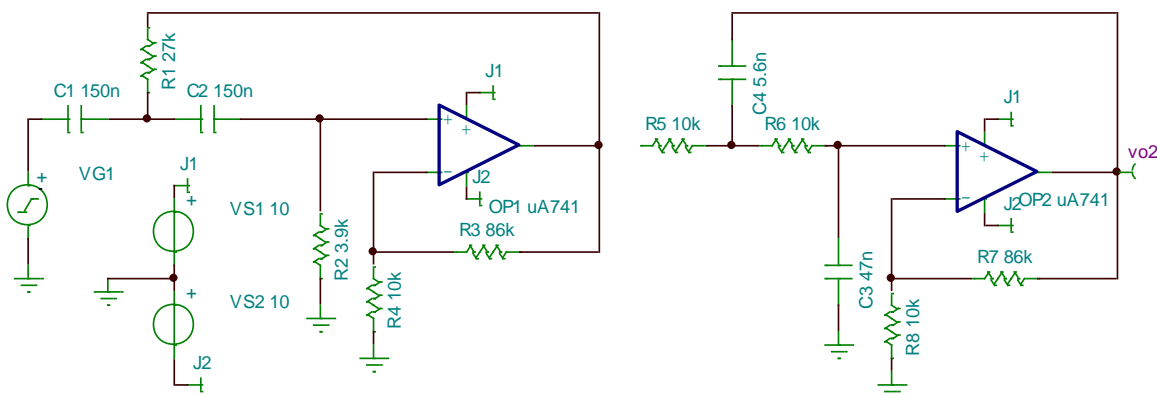 R1 27k
C1 150n
C2 150n
J1
+
+
-
J2
OP1 uA741
VG1
+
J1
+
VS1 10
VS2 10
+
J2
R2 3.9k
R3 86k
R4 10k
C4 5.6n
R5 10k
R6 10k
J1
+
+
-
J2
OP2 uA741
vo2
C3 47n
R7 86k
R8 10k